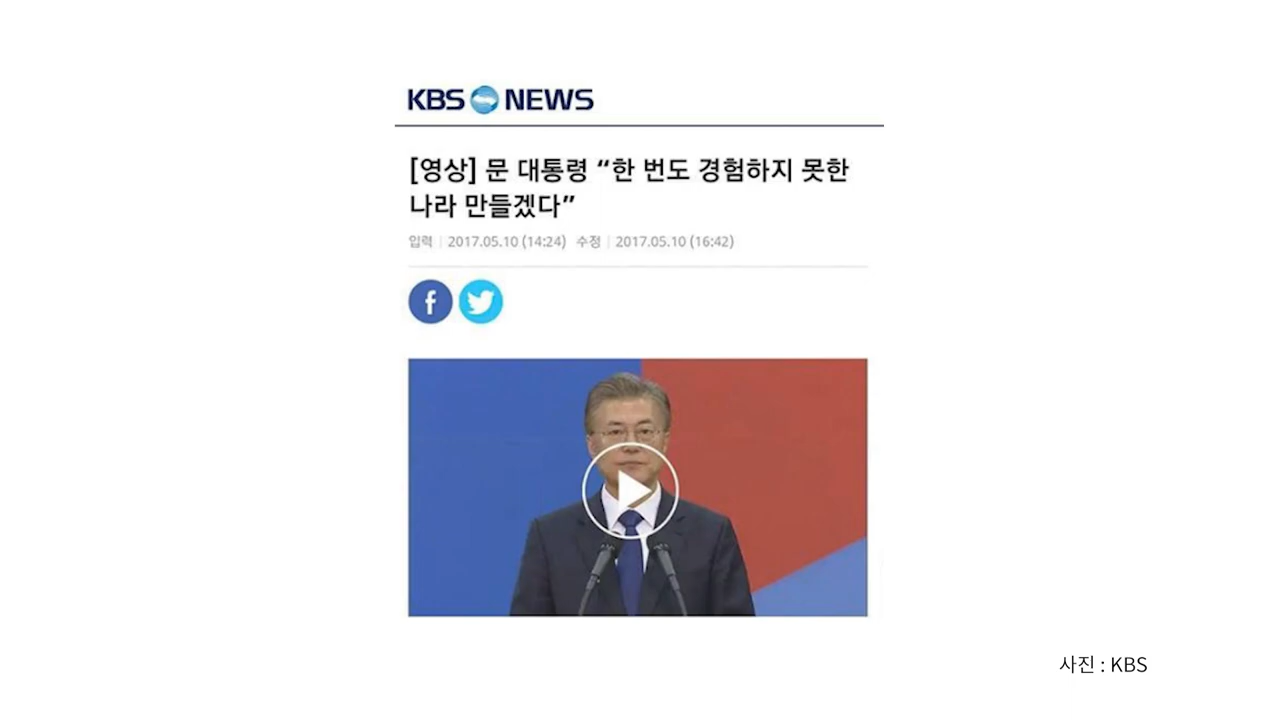 KBS NEWS
[영상] 문 대통령 “한 번도 경험하지 못한
나라 만들겠다”
입력 | 2017.05.10 (14:24) 수정 | 2017.05.10 (16:42)
사진 : KBS